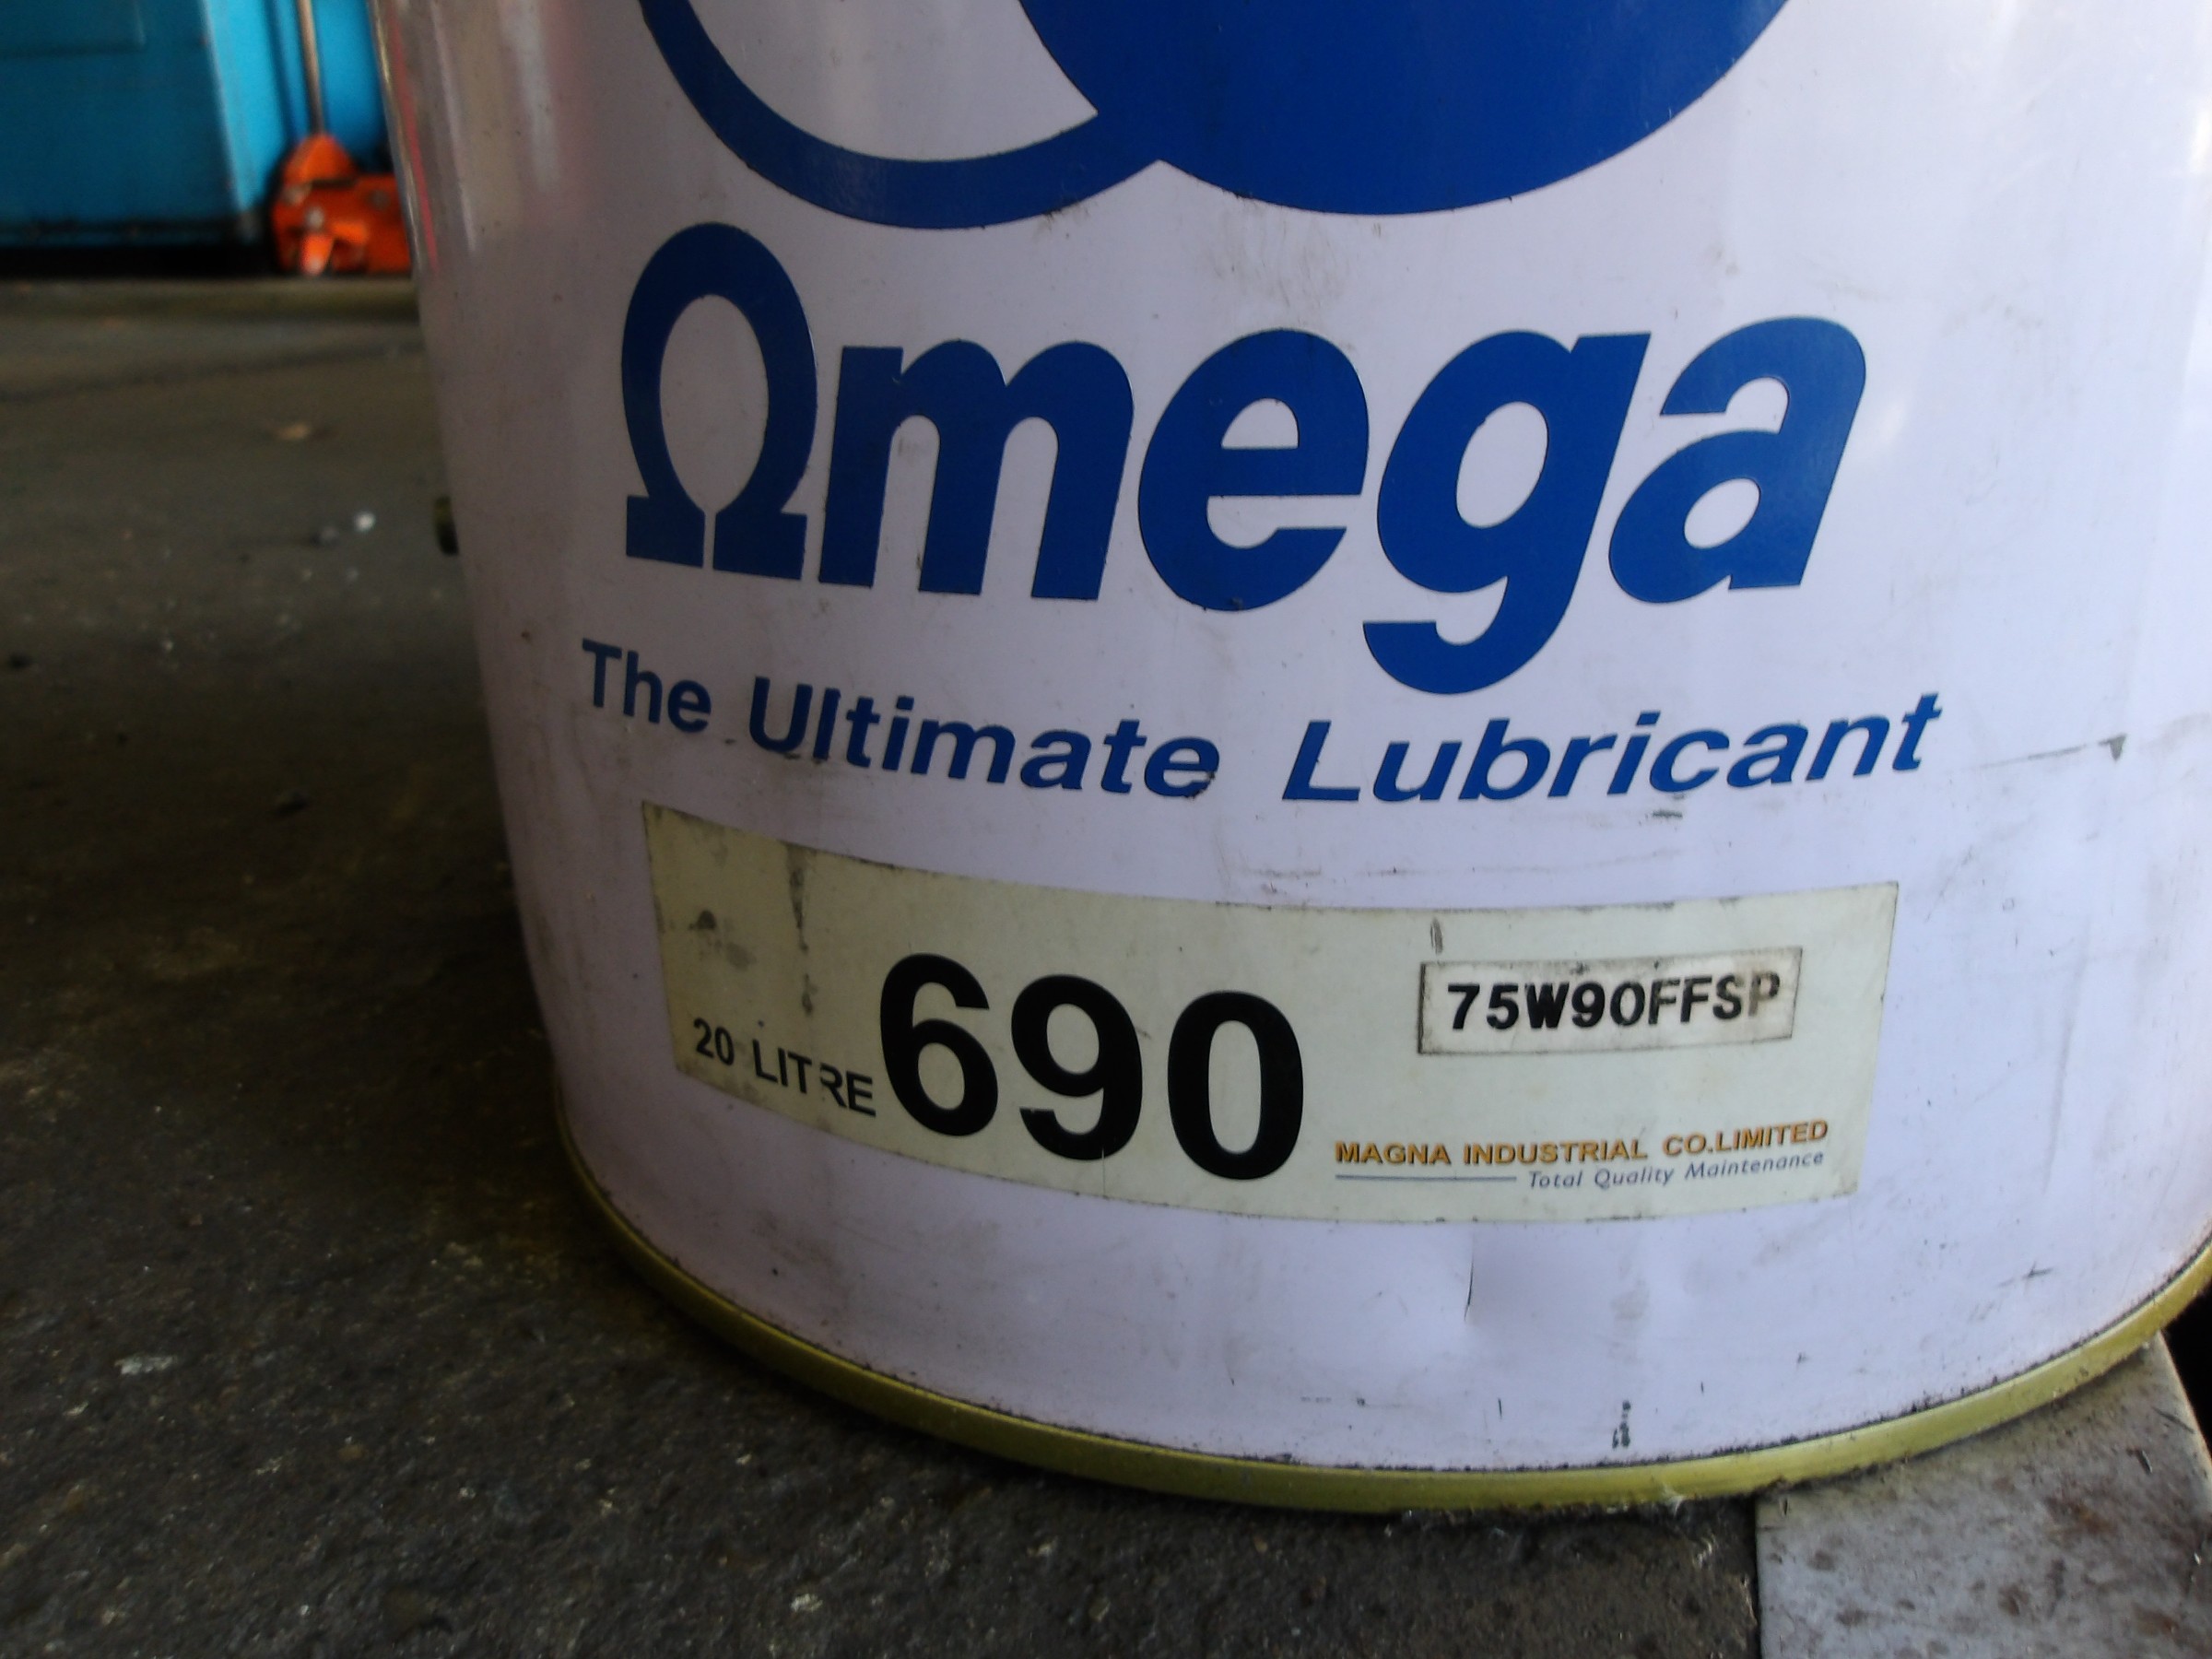 Ωmega
The Ultimate Lubricant
20 LITRE 690 75W90FFSP
MAGNA INDUSTRIAL CO.LIMITED
Total Quality Maintenance